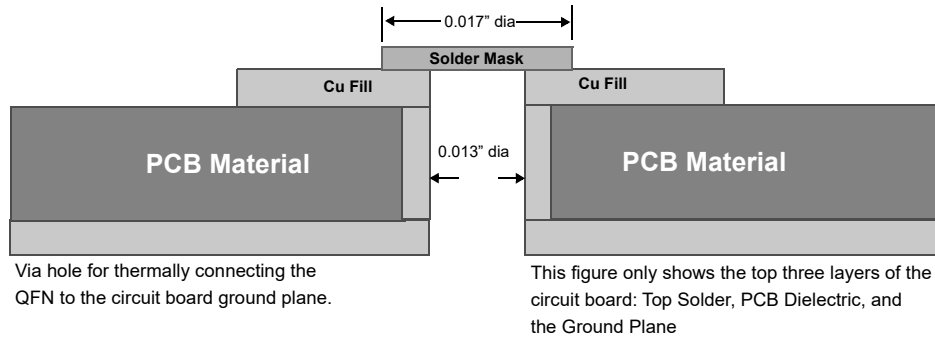 0.017” dia
Solder Mask
Cu Fill
Cu Fill
PCB Material
0.013” dia
PCB Material
Via hole for thermally connecting the
QFN to the circuit board ground plane.
This figure only shows the top three layers of the
circuit board: Top Solder, PCB Dielectric, and
the Ground Plane